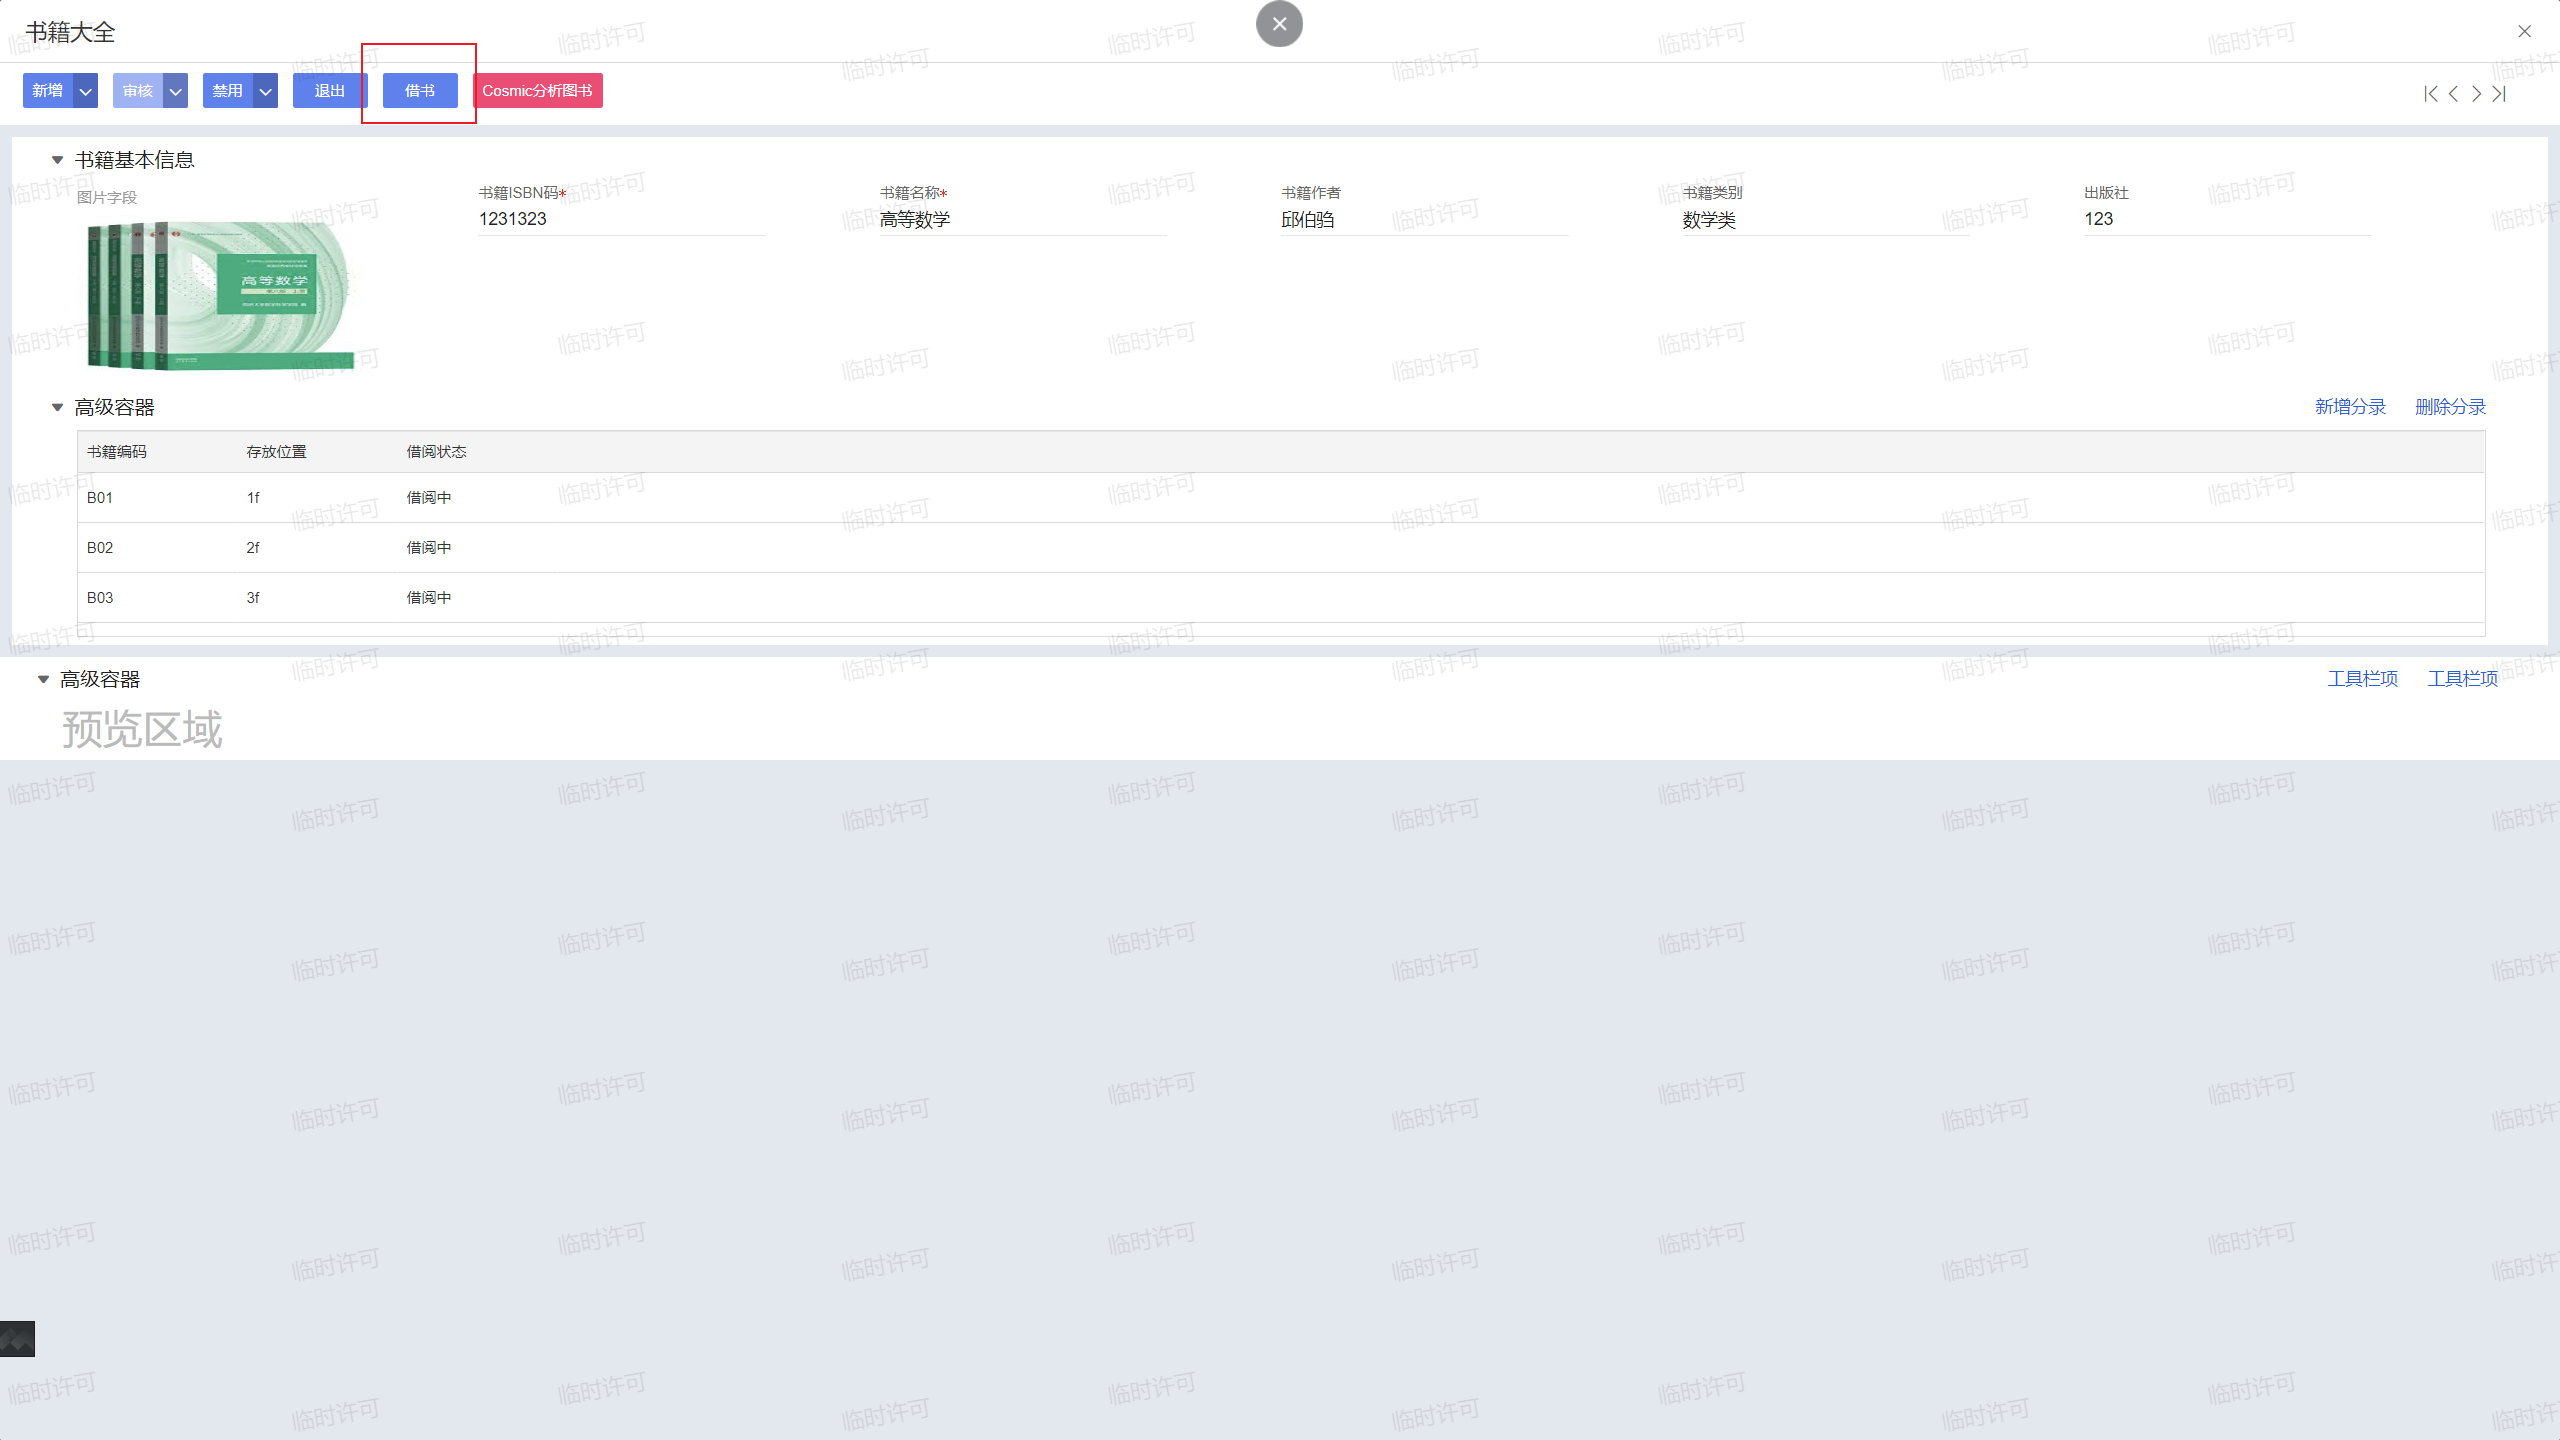 书籍大全
新增 审核 禁用 退出 借书 Cosmic分析图书
书籍基本信息
图片字段
书籍ISBN码* 书籍名称* 书籍作者 书籍类别 出版社
1231323 高等数学 邱伯驺 数学类 123
高等数学
高级容器 新增分录 删除分录
书籍编码 存放位置 借阅状态
B01 1f 借阅中
B02 2f 借阅中
B03 3f 借阅中
高级容器 工具栏项 工具栏项
预览区域
临时许可